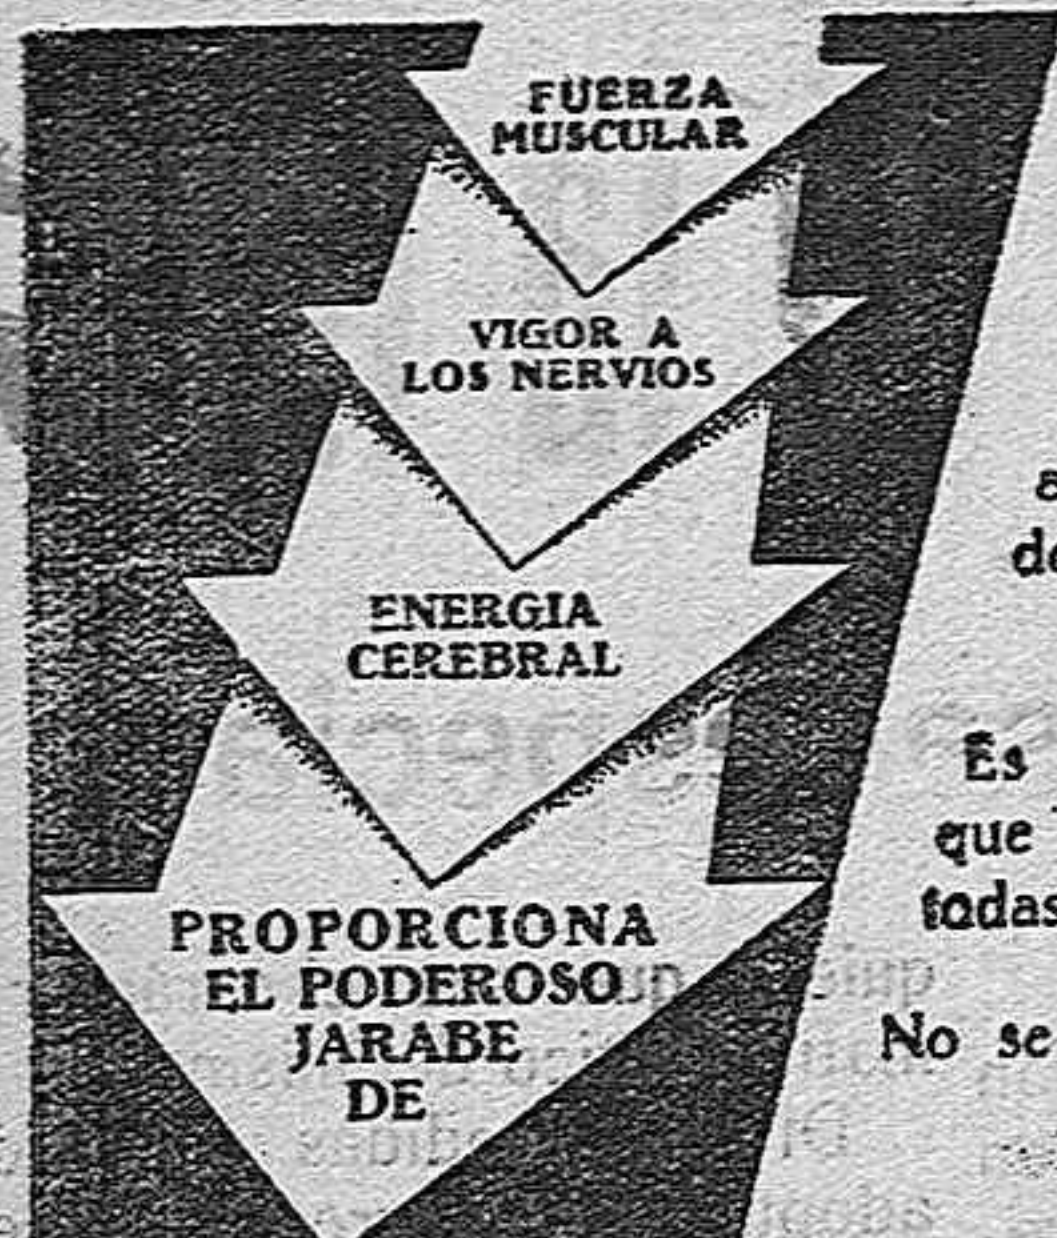 FUERZA
MUSCULAR
VIGOR A
LOS NERVIOS
ENERGIA
CEREBRAL
PROPORCIONA
EL PODEROSO
JARABE
DE
Es
que
todas
No se